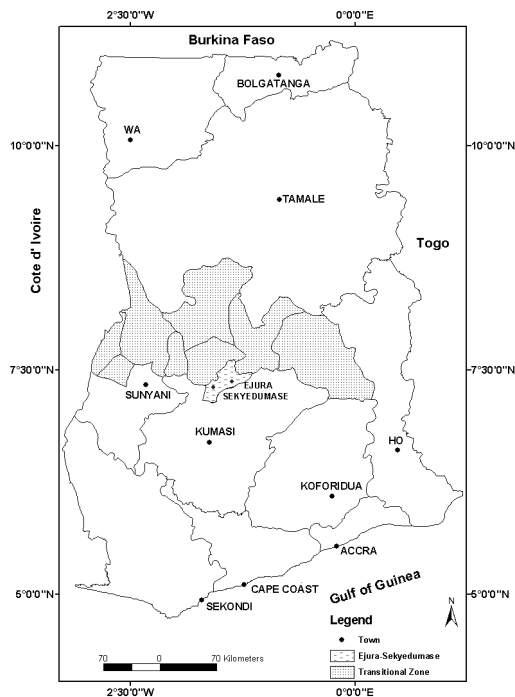 2°30'0"W 0°0'0"E
Burkina Faso
BOLGATANGA
WA
10°0'0"N 10°0'0"N
TAMALE
Togo
Cote d' Ivoire
7°30'0"N 7°30'0"N
EJURA
SEKYEDUMASE
SUNYANI
KUMASI
HO
KOFORIDUA
ACCRA
CAPE COAST
Gulf of Guinea
5°0'0"N 5°0'0"N
SEKONDI
N
Legend
Town
70 0 70 Kilometers
Ejura-Sekyedumase
Transitional Zone
2°30'0"W 0°0'0"E